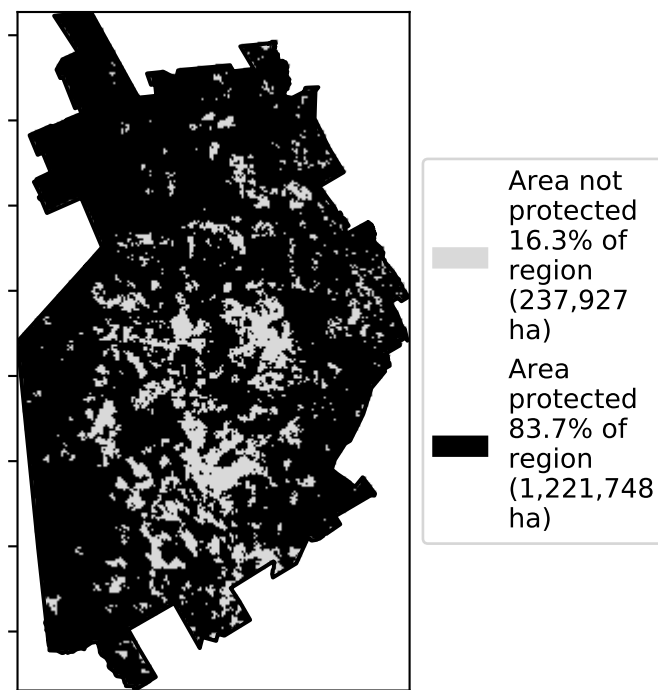 Area not
protected
16.3% of
region
(237,927
ha)
Area
protected
83.7% of
region
(1,221,748
ha)